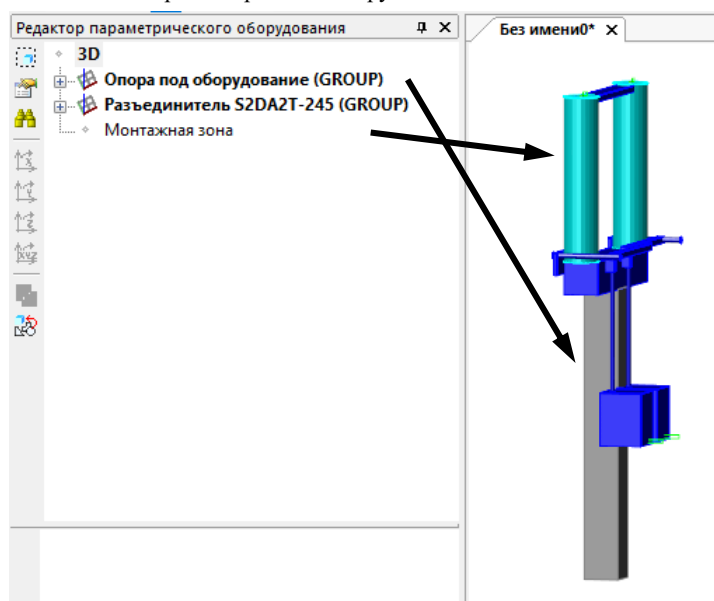 Редактор параметрического оборудования
Без имени0*
3D
Опора под оборудование (GROUP)
Разъединитель S2DA2T-245 (GROUP)
Монтажная зона